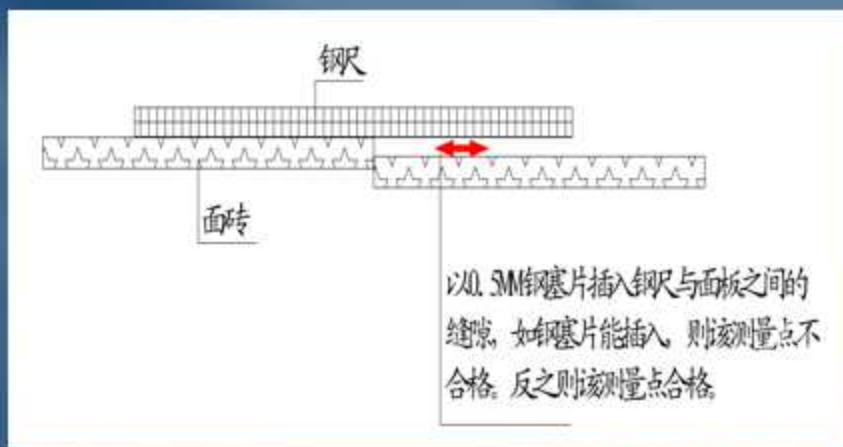 钢尺
面砖
以0.5MM钢塞片插入钢尺与面板之间的
缝隙，如钢塞片能插入，则该测量点不
合格。反之则该测量点合格。